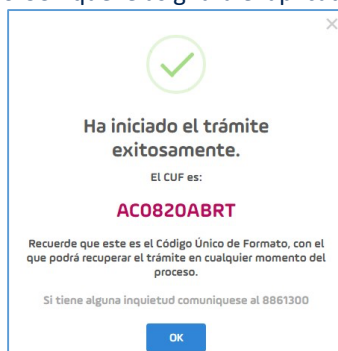 Ha iniciado el trámite
exitosamente.
El CUF es:
AC0820ABRT
Recuerde que este es el Código Único de Formato, con el
que podrá recuperar el trámite en cualquier momento del
proceso.
Si tiene alguna inquietud comuniquese al 8861300
OK